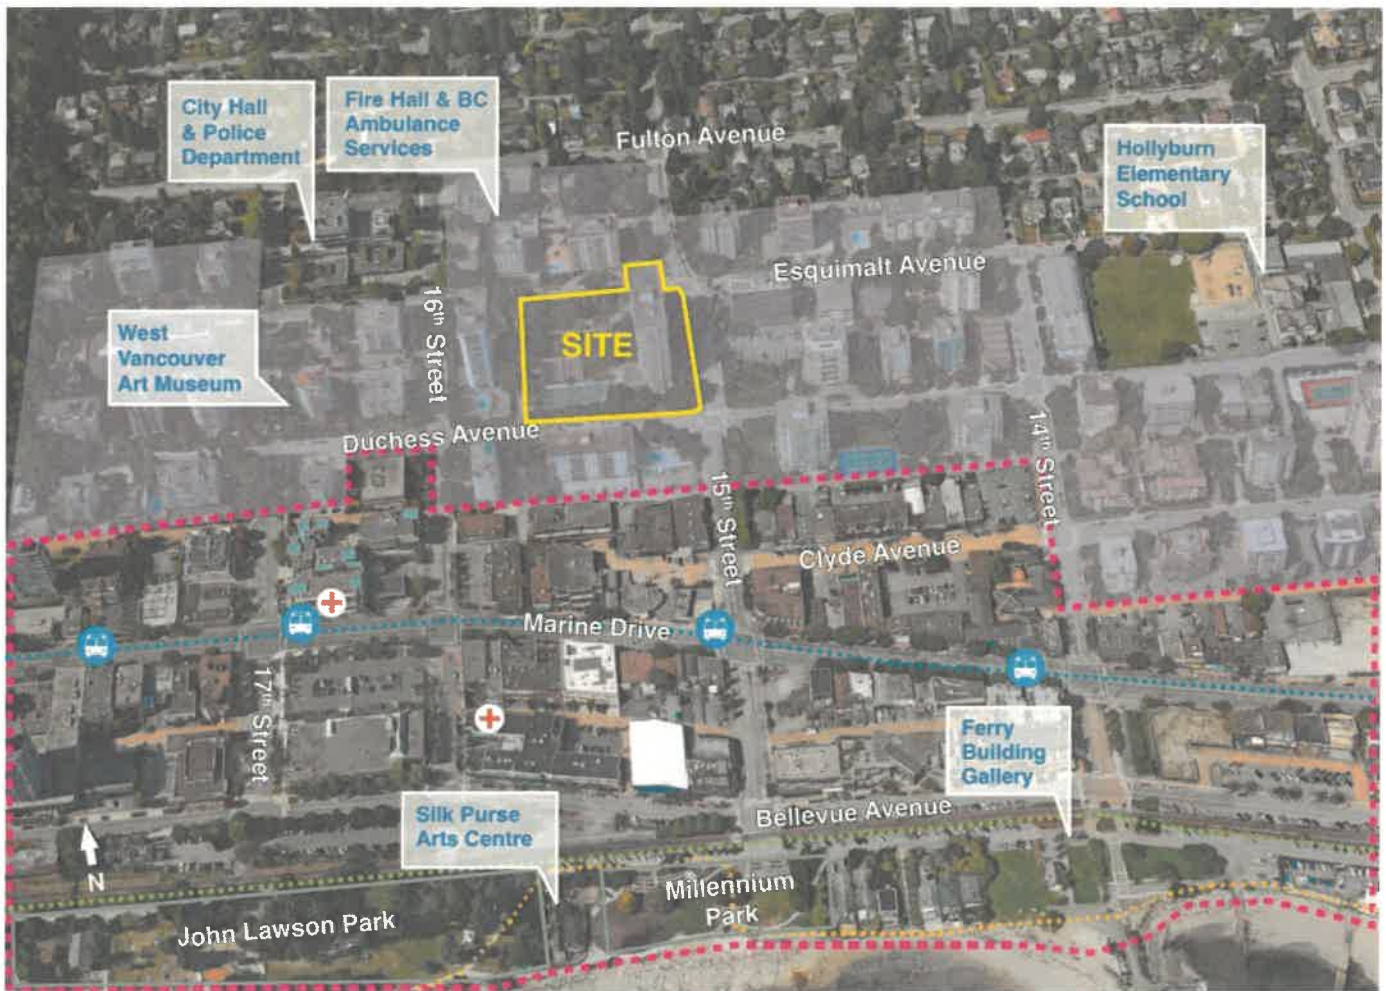 City Hall
& Police
Department
Fire Hall & BC
Ambulance
Services
Fulton Avenue
Hollyburn
Elementary
School
Esquimalt Avenue
16th Street
SITE
West
Vancouver
Art Museum
Duchess Avenue
14th Street
15th Street
Clyde Avenue
Marine Drive
17th Street
Ferry
Building
Gallery
Silk Purse
Arts Centre
Bellevue Avenue
N
John Lawson Park
Millennium
Park